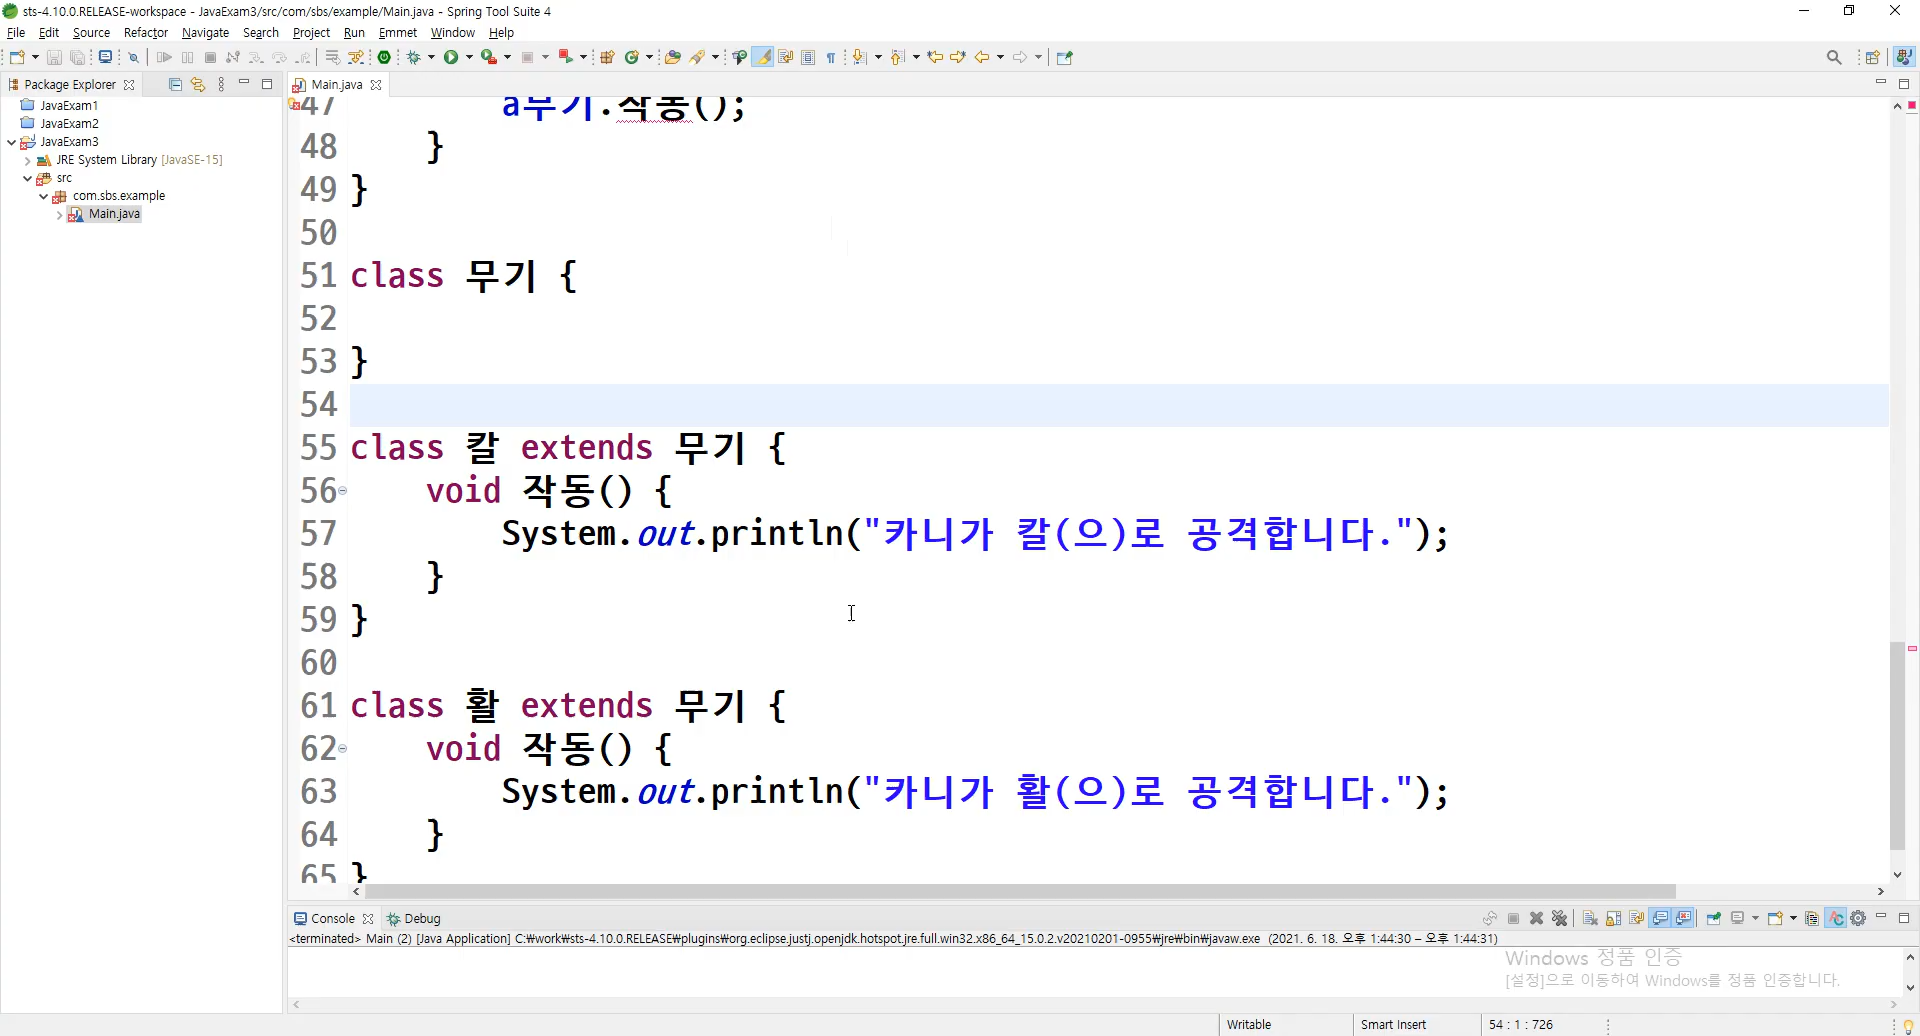 sts-4.10.0.RELEASE-workspace - JavaExam3/src/com/sbs/example/Main.java - Spring Tool Suite 4
File Edit Source Refactor Navigate Search Project Run Emmet Window Help
Package Explorer
Main.java
JavaExam1
JavaExam2
JavaExam3
JRE System Library [JavaSE-15]
src
com.sbs.example
Main.java
47 a무기.작동();
48 }
49 }
50
51 class 무기 {
52
53 }
54
55 class 칼 extends 무기 {
56 void 작동() {
57 System.out.println("카니가 칼(으)로 공격합니다.");
58 }
59 }
60
61 class 활 extends 무기 {
62 void 작동() {
63 System.out.println("카니가 활(으)로 공격합니다.");
64 }
65 }
Console Debug
<terminated> Main (2) [Java Application] C:₩work₩sts-4.10.0.RELEASE₩plugins₩org.eclipse.justj.openjdk.hotspot.jre.full.win32.x86_64_15.0.2.v20210201-0955₩jre₩bin₩javaw.exe (2021. 6. 18. 오후 1:44:30 – 오후 1:44:31)
Windows 정품 인증
[설정]으로 이동하여 Windows를 정품 인증합니다.
Writable Smart Insert 54 : 1 : 726